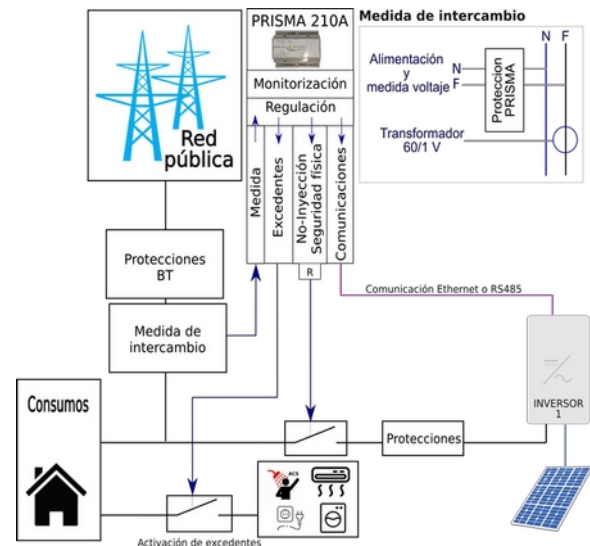 PRISMA 210A
Monitorización
Regulación
Medida
Excedentes
No-Inyección
Seguridad física
Comunicaciones
R
Red
pública
Protecciones
BT
Medida de
intercambio
Medida de intercambio
N F
Alimentación
y
medida voltaje
N
F
Proteccion
PRISMA
Transformador
60/1 V
Comunicación Ethernet o RS485
INVERSOR
1
Consumos
Protecciones
ACS
Activación de excedentes